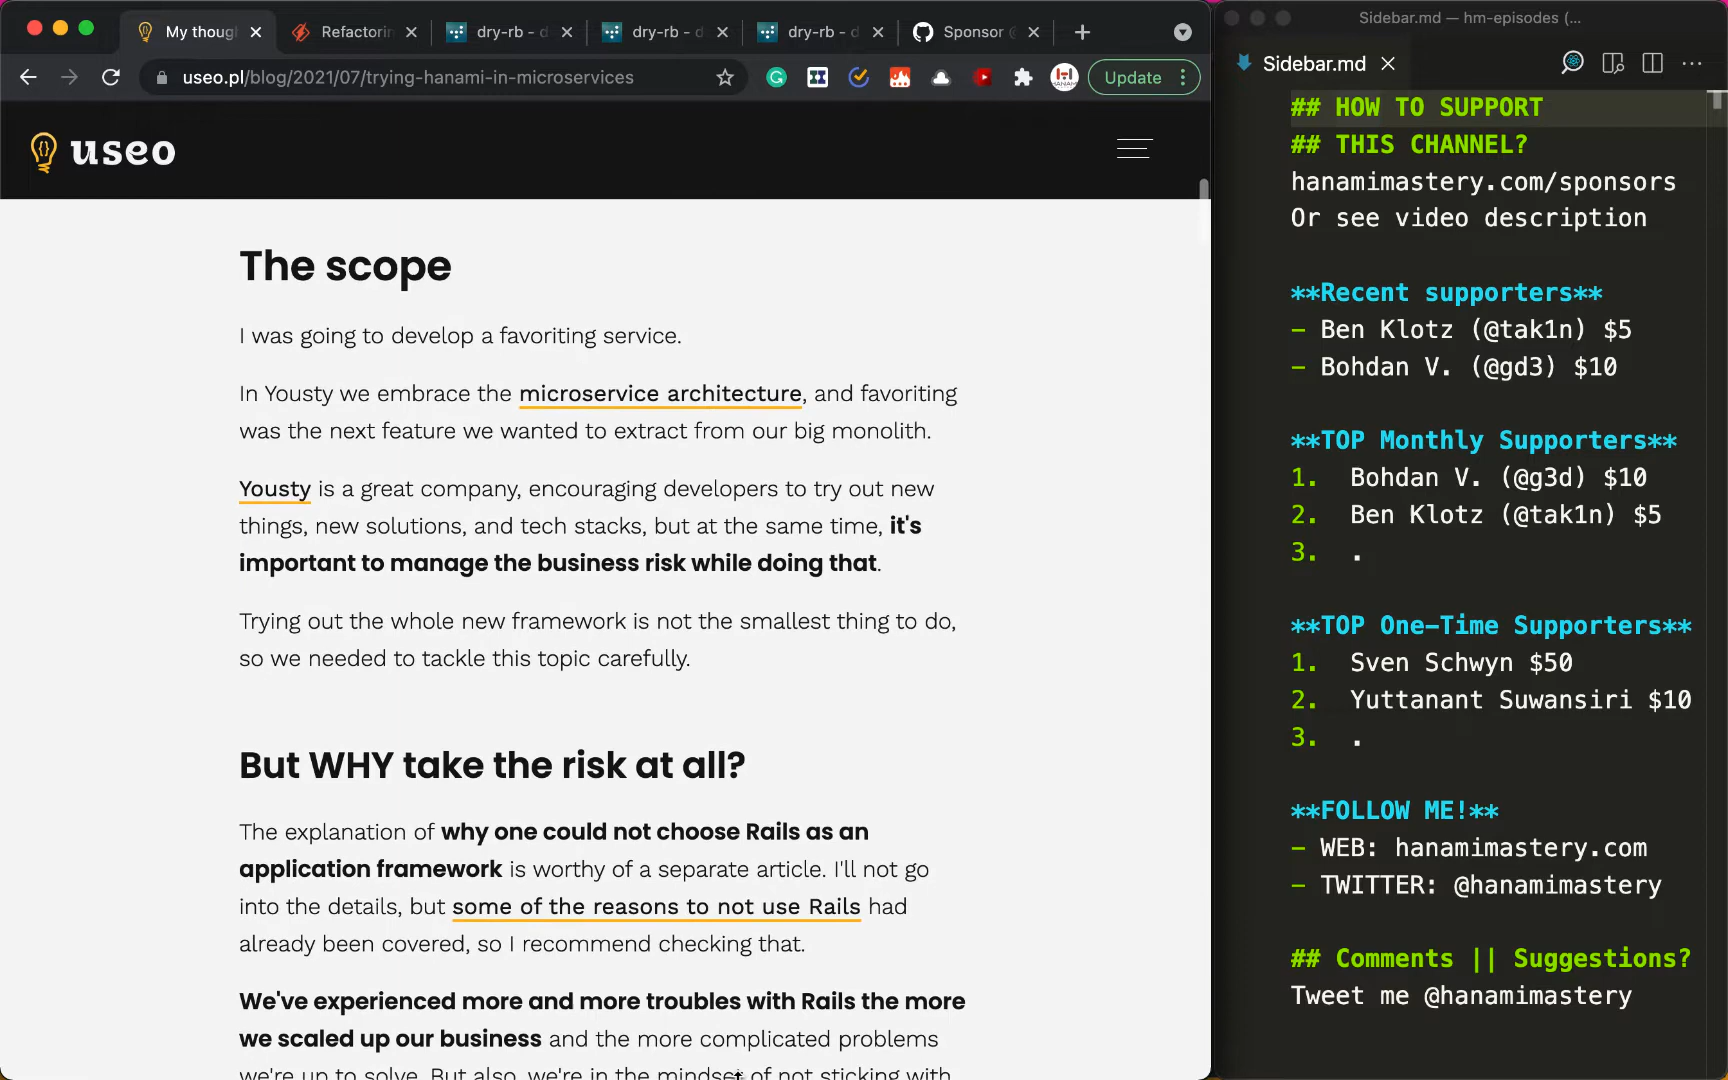 My thoug
Refactorin
dry-rb - d
dry-rb - d
dry-rb - d
Sponsor @
useo.pl/blog/2021/07/trying-hanami-in-microservices
Update
useo
The scope
I was going to develop a favoriting service.
In Yousty we embrace the microservice architecture, and favoriting
was the next feature we wanted to extract from our big monolith.
Yousty is a great company, encouraging developers to try out new
things, new solutions, and tech stacks, but at the same time, it's
important to manage the business risk while doing that.
Trying out the whole new framework is not the smallest thing to do,
so we needed to tackle this topic carefully.
But WHY take the risk at all?
The explanation of why one could not choose Rails as an
application framework is worthy of a separate article. I'll not go
into the details, but some of the reasons to not use Rails had
already been covered, so I recommend checking that.
We've experienced more and more troubles with Rails the more
we scaled up our business and the more complicated problems
we're up to solve. But also, we're in the mindset of not sticking with
Sidebar.md — hm-episodes (...
Sidebar.md
## HOW TO SUPPORT
## THIS CHANNEL?
hanamimastery.com/sponsors
Or see video description
**Recent supporters**
- Ben Klotz (@tak1n) $5
- Bohdan V. (@gd3) $10
**TOP Monthly Supporters**
1. Bohdan V. (@g3d) $10
2. Ben Klotz (@tak1n) $5
3. .
**TOP One-Time Supporters**
1. Sven Schwyn $50
2. Yuttanant Suwansiri $10
3. .
**FOLLOW ME!**
- WEB: hanamimastery.com
- TWITTER: @hanamimastery
## Comments || Suggestions?
Tweet me @hanamimastery